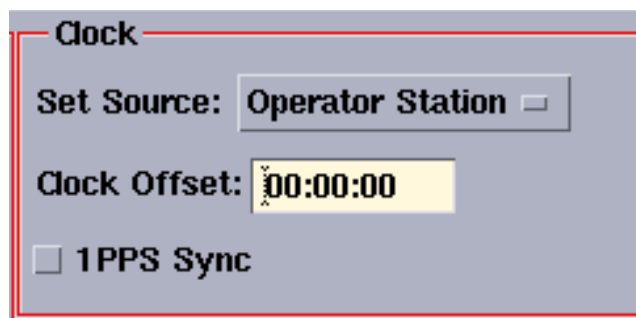 Clock
Set Source: Operator Station
Clock Offset: 00:00:00
1PPS Sync